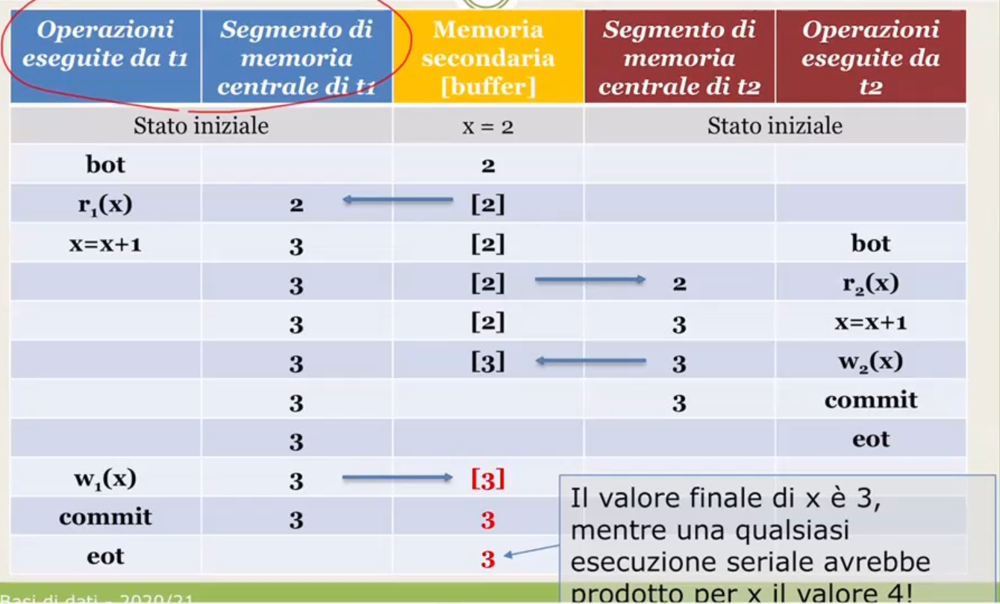 Operazioni eseguite da t1 Segmento di memoria centrale di t1 Memoria secondaria [buffer] Segmento di memoria centrale di t2 Operazioni eseguite da t2
Stato iniziale x = 2 Stato iniziale
bot 2
r₁(x) 2 [2]
x=x+1 3 [2] bot
3 [2] 2 r₂(x)
3 [2] 3 x=x+1
3 [3] 3 w₂(x)
3 3 commit
3 eot
w₁(x) 3 [3]
commit 3 3
eot 3
Il valore finale di x è 3,
mentre una qualsiasi
esecuzione seriale avrebbe
prodotto per x il valore 4!
Basi di dati - 2020/21